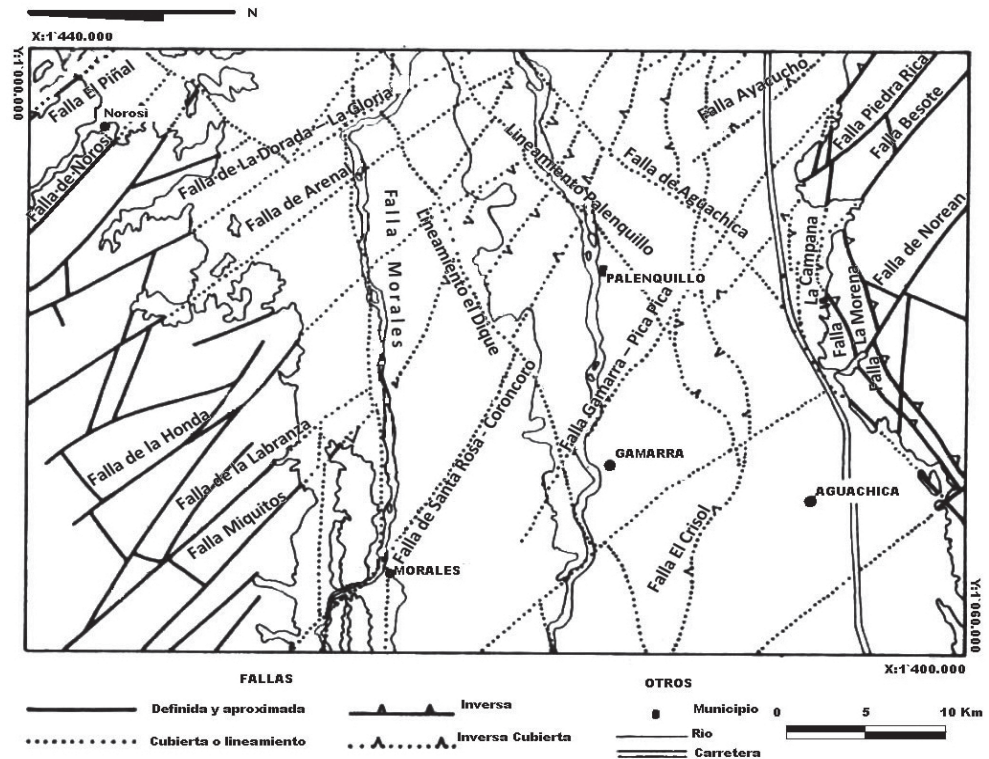 N
X:1`440.000
Y:1`000.000
Falla El Piñal
Norosi
Falla de Norosi
Falla de La Dorada - La Gloria
Falla de Arenal
Falla Morales
Lineamiento el Dique
Lineamiento Palenquillo
Falla de Aguachica
Falla Ayacucho
Falla Piedra Rica
Falla Besote
Falla de Norean
Falla La Campana
Falla La Morena
PALENQUILLO
Falla de la Honda
Falla de la Labranza
Falla Miquitos
Falla de Santa Rosa - Coroncoro
Falla Gamarra - Pica Pica
GAMARRA
AGUACHICA
Falla El Crisol
MORALES
Y:1`060.000
X:1`400.000
FALLAS
Definida y aproximada
Cubierta o lineamiento
Inversa
Inversa Cubierta
OTROS
Municipio
Rio
Carretera
0 5 10 Km